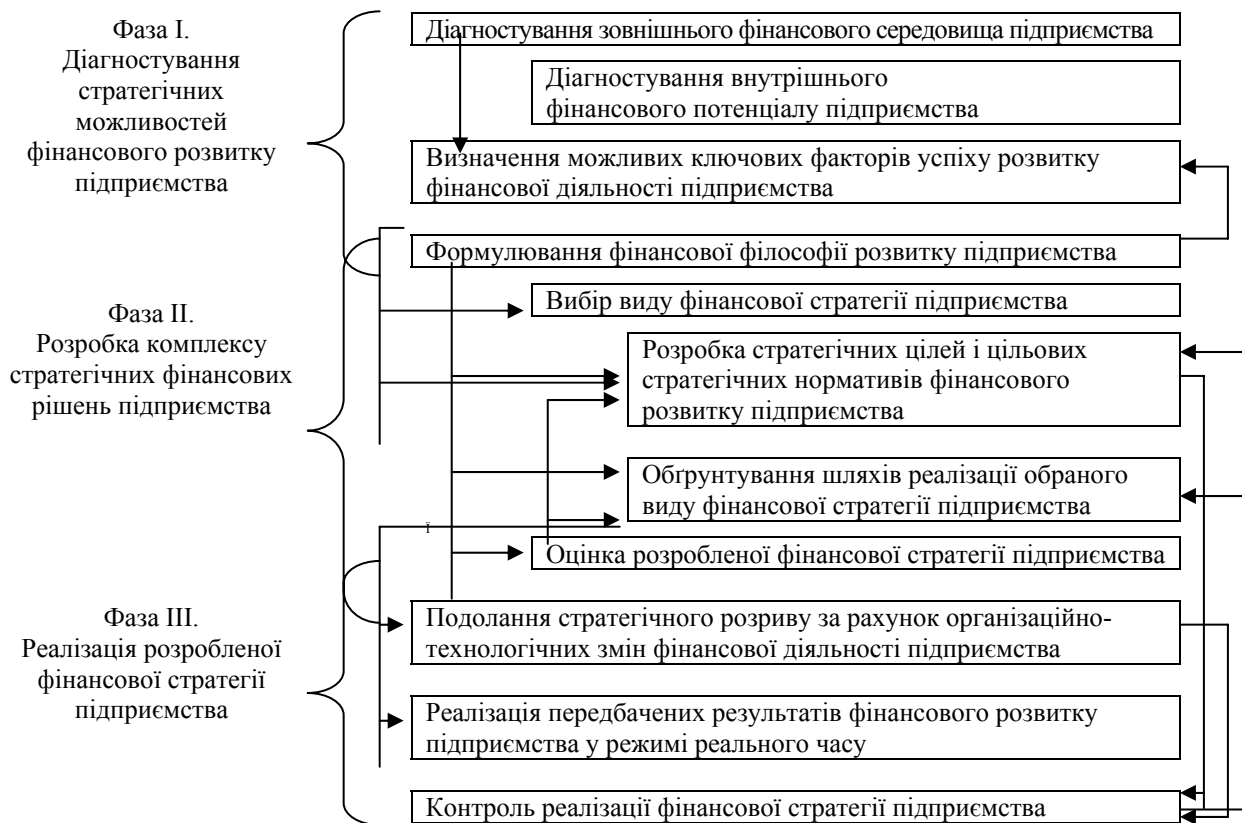 Фаза I.
Діагностування
стратегічних
можливостей
фінансового розвитку
підприємства
Діагностування зовнішнього фінансового середовища підприємства
Діагностування внутрішнього
фінансового потенціалу підприємства
Визначення можливих ключових факторів успіху розвитку
фінансової діяльності підприємства
Фаза II.
Розробка комплексу
стратегічних фінансових
рішень підприємства
Формулювання фінансової філософії розвитку підприємства
Вибір виду фінансової стратегії підприємства
Розробка стратегічних цілей і цільових
стратегічних нормативів фінансового
розвитку підприємства
Обґрунтування шляхів реалізації обраного
виду фінансової стратегії підприємства
ї
Оцінка розробленої фінансової стратегії підприємства
Фаза III.
Реалізація розробленої
фінансової стратегії
підприємства
Подолання стратегічного розриву за рахунок організаційно-
технологічних змін фінансової діяльності підприємства
Реалізація передбачених результатів фінансового розвитку
підприємства у режимі реального часу
Контроль реалізації фінансової стратегії підприємства